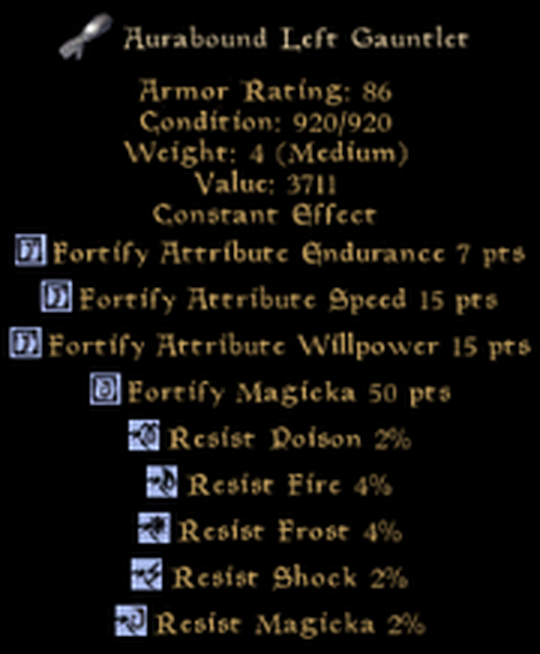 Aurabound Left Gauntlet
Armor Rating: 86
Condition: 920/920
Weight: 4 (Medium)
Value: 3711
Constant Effect
Fortify Attribute Endurance 7 pts
Fortify Attribute Speed 15 pts
Fortify Attribute Willpower 15 pts
Fortify Magicka 50 pts
Resist Poison 2%
Resist Fire 4%
Resist Frost 4%
Resist Shock 2%
Resist Magicka 2%